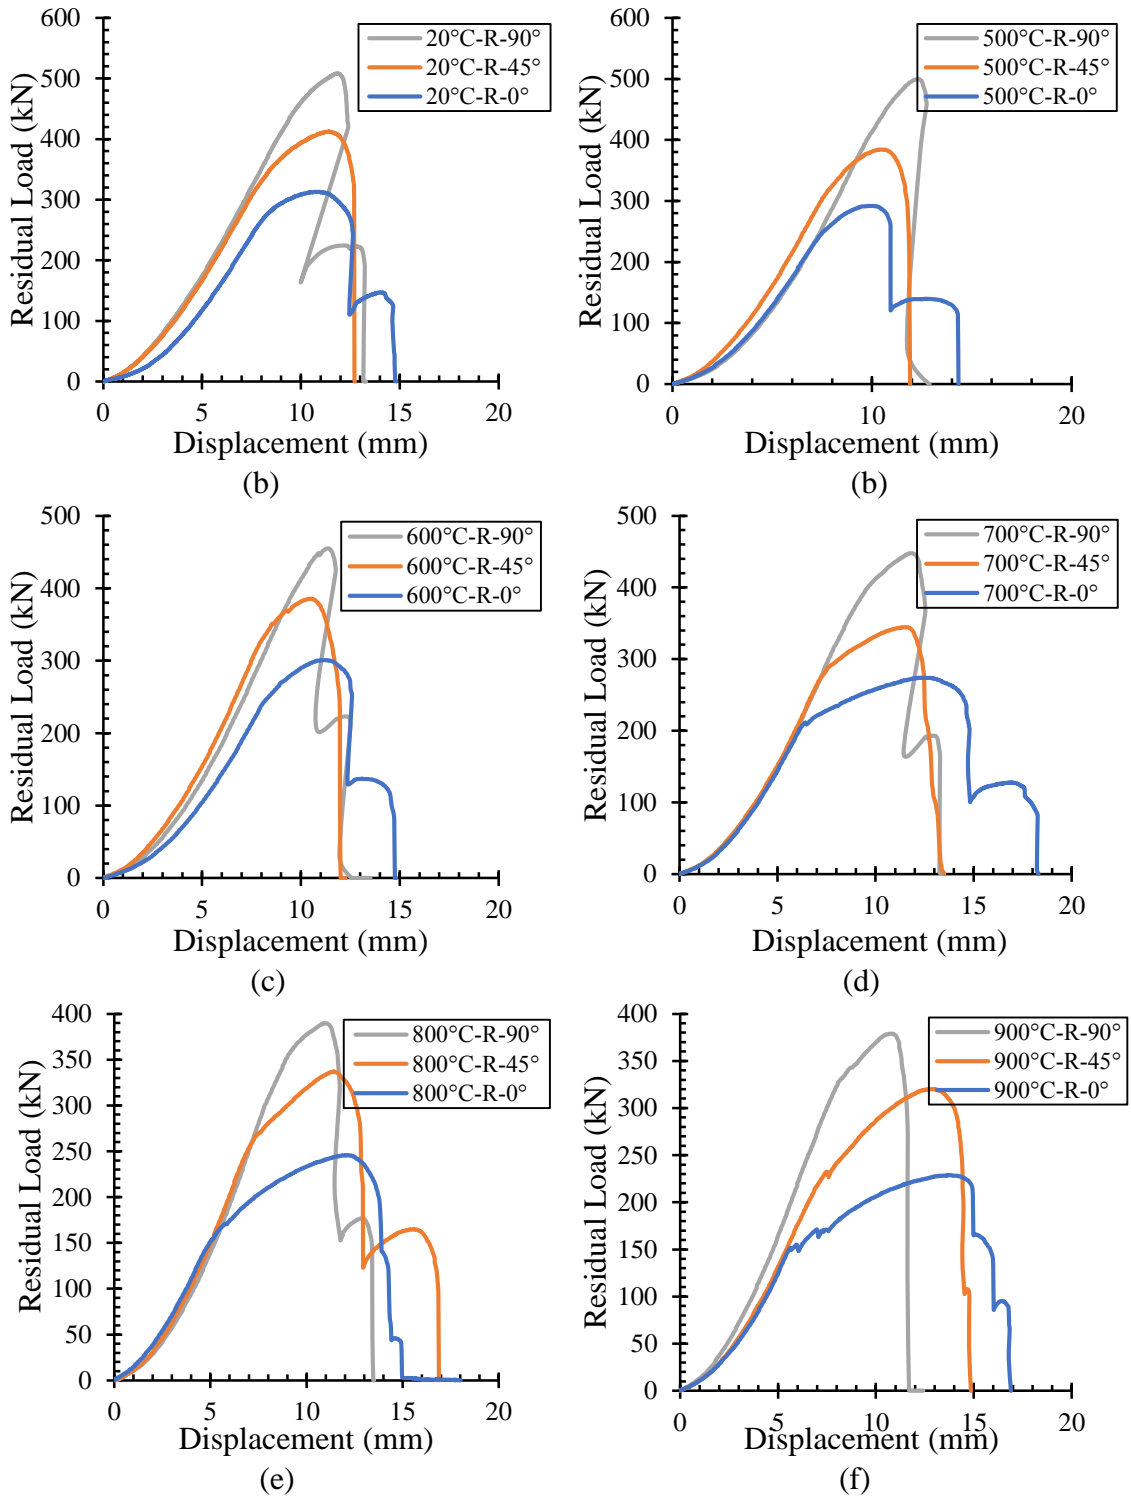 600
500
400
300
200
100
0
Residual Load (kN)
20°C-R-90°
20°C-R-45°
20°C-R-0°
0 5 10 15 20
Displacement (mm)
(b)
600
500
400
300
200
100
0
Residual Load (kN)
500°C-R-90°
500°C-R-45°
500°C-R-0°
0 10 20
Displacement (mm)
(b)
500
400
300
200
100
0
Residual Load (kN)
600°C-R-90°
600°C-R-45°
600°C-R-0°
0 5 10 15 20
Displacement (mm)
(c)
500
400
300
200
100
0
Residual Load (kN)
700°C-R-90°
700°C-R-45°
700°C-R-0°
0 5 10 15 20
Displacement (mm)
(d)
400
350
300
250
200
150
100
50
0
Residual Load (kN)
800°C-R-90°
800°C-R-45°
800°C-R-0°
0 5 10 15 20
Displacement (mm)
(e)
400
350
300
250
200
150
100
50
0
Residual Load (kN)
900°C-R-90°
900°C-R-45°
900°C-R-0°
0 5 10 15 20
Displacement (mm)
(f)